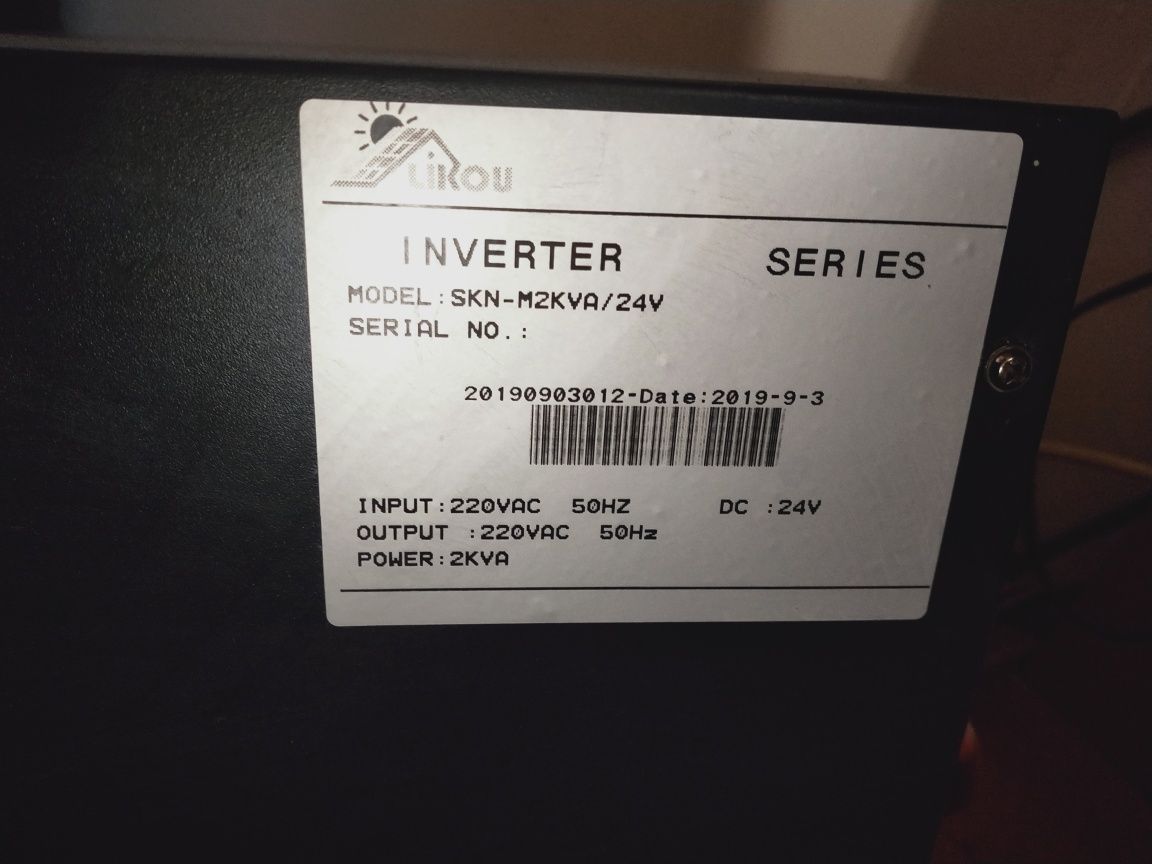 Likou
INVERTER SERIES
MODEL:SKN-M2KVA/24V
SERIAL NO.:
20190903012-Date:2019-9-3
INPUT:220VAC 50HZ DC :24V
OUTPUT :220VAC 50Hz
POWER:2KVA